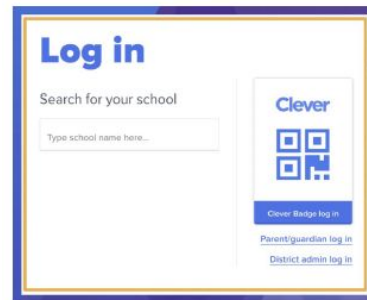 Log in
Search for your school
Type school name here...
Clever
Clever Badge log in
Parent/guardian log in
District admin log in